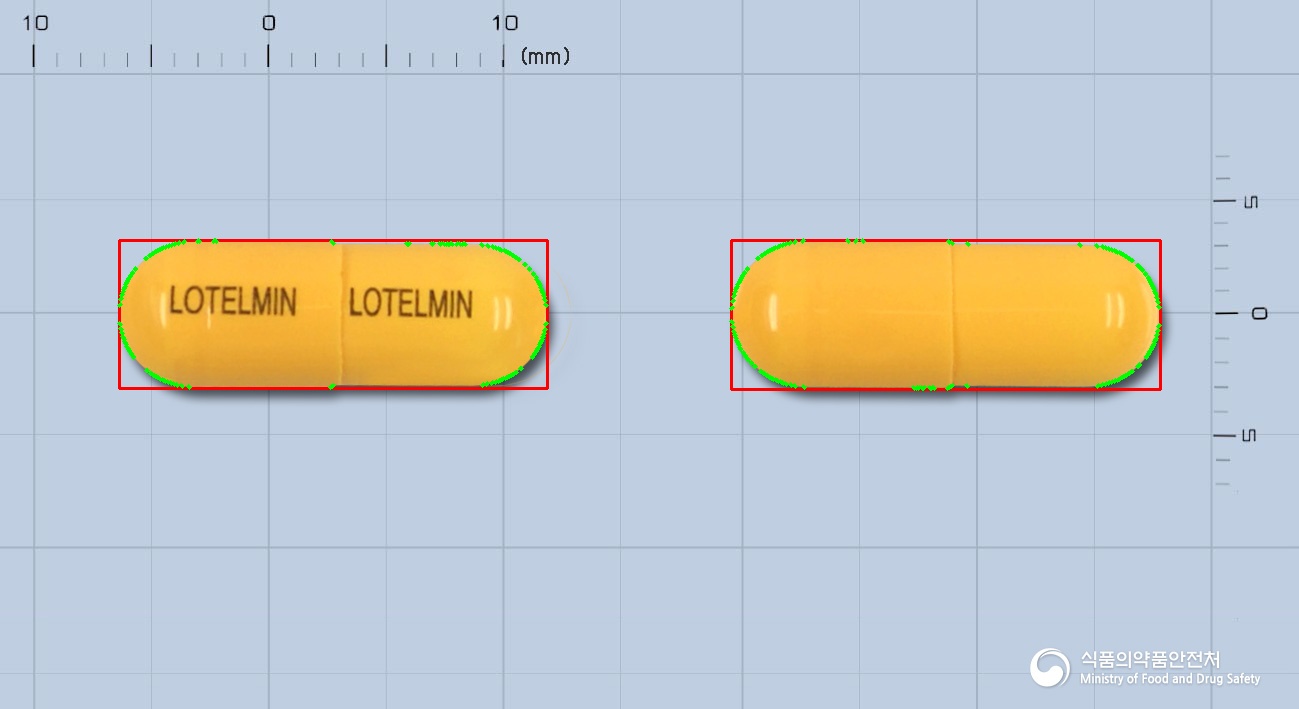 10 0 10
(mm)
LOTELMIN LOTELMIN
5
0
5
식품의약품안전처
Ministry of Food and Drug Safety